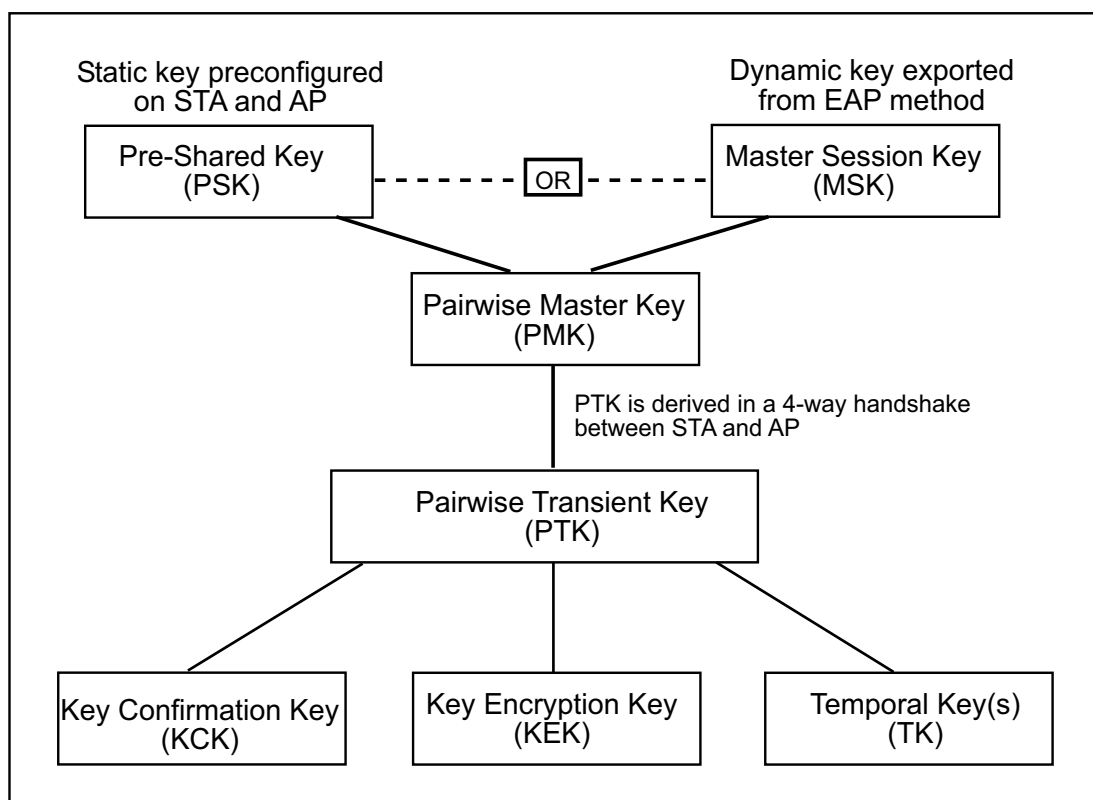 Static key preconfigured
on STA and AP
Dynamic key exported
from EAP method
Pre-Shared Key
(PSK)
OR
Master Session Key
(MSK)
Pairwise Master Key
(PMK)
PTK is derived in a 4-way handshake
between STA and AP
Pairwise Transient Key
(PTK)
Key Confirmation Key
(KCK)
Key Encryption Key
(KEK)
Temporal Key(s)
(TK)